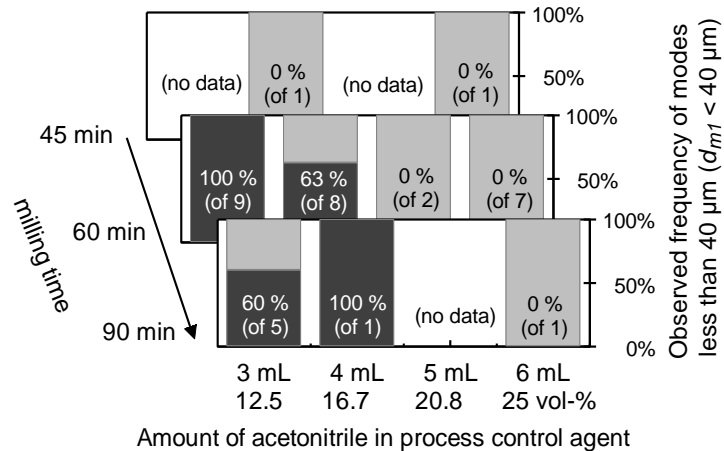 100%
(no data)
0 %
(of 1)
(no data)
0 %
(of 1)
50%
45 min
100%
100 %
(of 9)
63 %
(of 8)
0 %
(of 2)
0 %
(of 7)
50%
60 min
100%
60 %
(of 5)
100 %
(of 1)
(no data)
0 %
(of 1)
50%
90 min
0%
milling time
3 mL 4 mL 5 mL 6 mL
12.5 16.7 20.8 25 vol-%
Amount of acetonitrile in process control agent
Observed frequency of modes
less than 40 µm (dm1 < 40 µm)